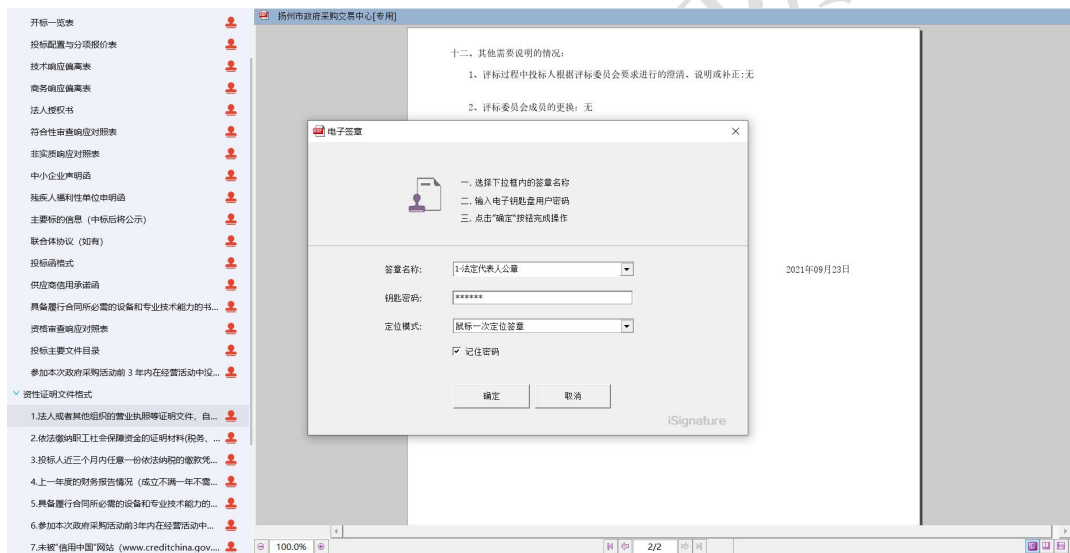 开标一览表
投标配置与分项报价表
技术响应偏离表
商务响应偏离表
法人授权书
符合性审查响应对照表
非实质响应对照表
中小企业声明函
残疾人福利性单位申明函
主要标的信息（中标后将公示）
联合体协议（如有）
投标函格式
供应商信用承诺函
具备履行合同所必需的设备和专业技术能力的书...
资格审查响应对照表
投标主要文件目录
参加本次政府采购活动前 3 年内在经营活动中没...
资性证明文件格式
1.法人或者其他组织的营业执照等证明文件，自...
2.依法缴纳职工社会保障资金的证明材料(税务、...
3.投标人近三个月内任意一份依法纳税的缴款凭...
4.上一年度的财务报告情况（成立不满一年不需...
5.具备履行合同所必需的设备和专业技术能力的...
6.参加本次政府采购活动前3年内在经营活动中...
7.未被“信用中国”网站（www.creditchina.gov....
扬州市政府采购交易中心[专用]
十二、其他需要说明的情况：
1、评标过程中投标人根据评标委员会要求进行的澄清、说明或补正:无
2、评标委员会成员的更换：无
电子签章
一. 选择下拉框内的签章名称
二. 输入电子钥匙盘用户密码
三. 点击"确定"按钮完成操作
签章名称: 1-法定代表人公章
钥匙密码: ******
定位模式: 鼠标一次定位签章
记住密码
确定 取消
iSignature
2021年09月23日
100.0% 2/2